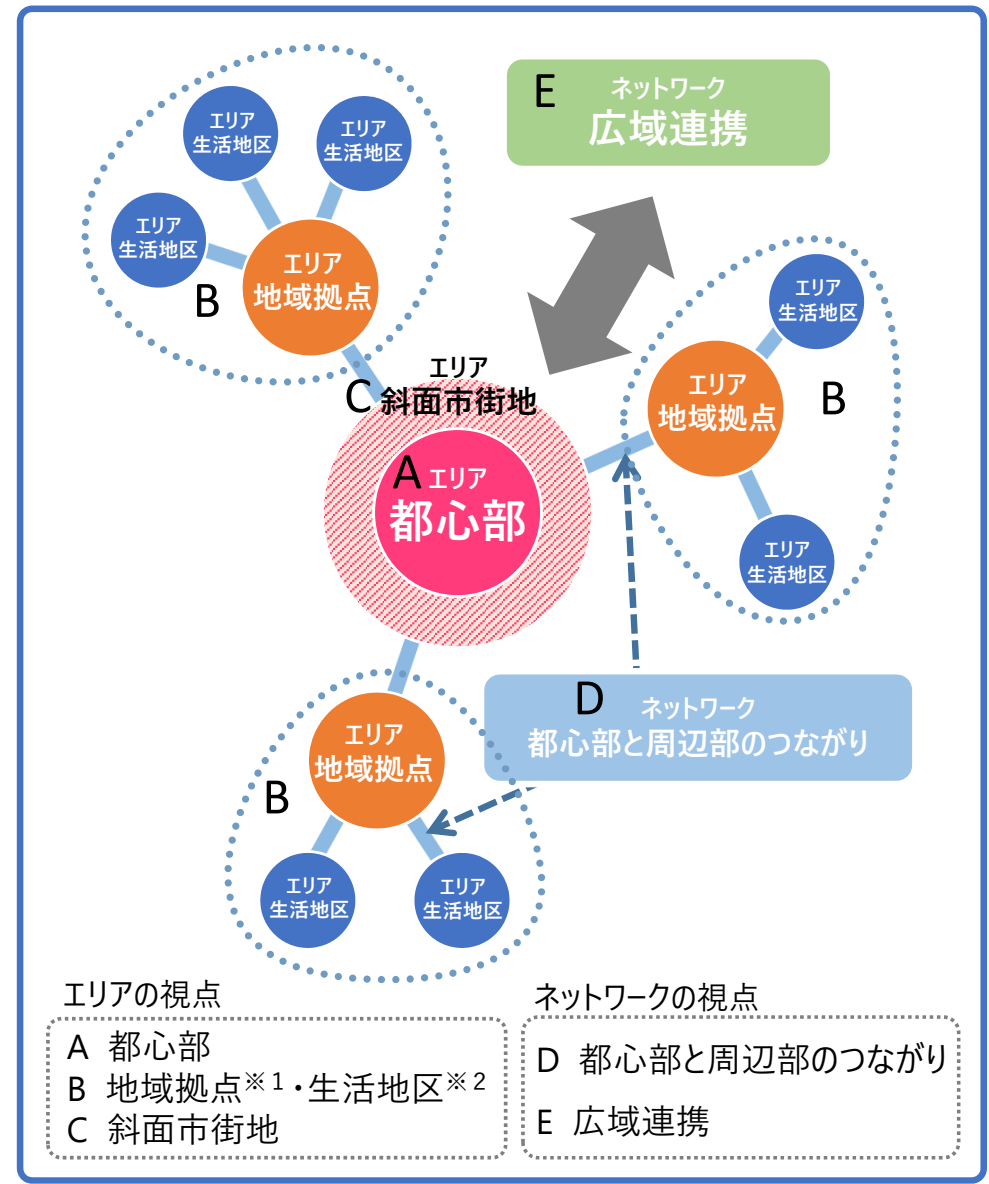 E
ネットワーク
広域連携
エリア
生活地区
エリア
生活地区
エリア
生活地区
エリア
地域拠点
B
エリア
生活地区
エリア
地域拠点
B
エリア
生活地区
C
エリア
斜面市街地
A
エリア
都心部
D
ネットワーク
都心部と周辺部のつながり
エリア
地域拠点
B
エリア
生活地区
エリア
生活地区
エリアの視点
A 都心部
B 地域拠点※1・生活地区※2
C 斜面市街地
ネットワークの視点
D 都心部と周辺部のつながり
E 広域連携